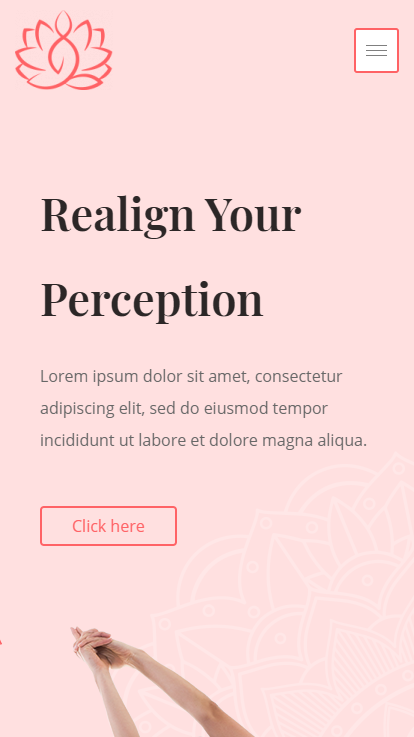 Realign Your
Perception
Lorem ipsum dolor sit amet, consectetur
adipiscing elit, sed do eiusmod tempor
incididunt ut labore et dolore magna aliqua.
Click here